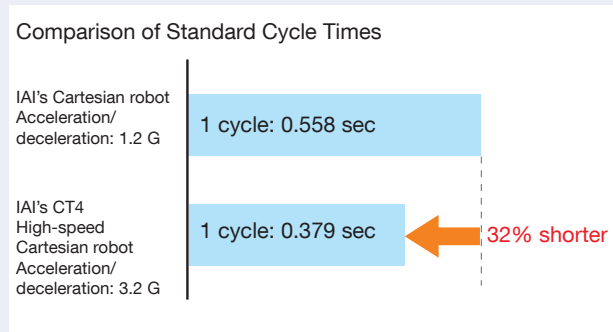 Comparison of Standard Cycle Times
IAI's Cartesian robot
Acceleration/
deceleration: 1.2 G
1 cycle: 0.558 sec
IAI's CT4
High-speed
Cartesian robot
Acceleration/
deceleration: 3.2 G
1 cycle: 0.379 sec
32% shorter